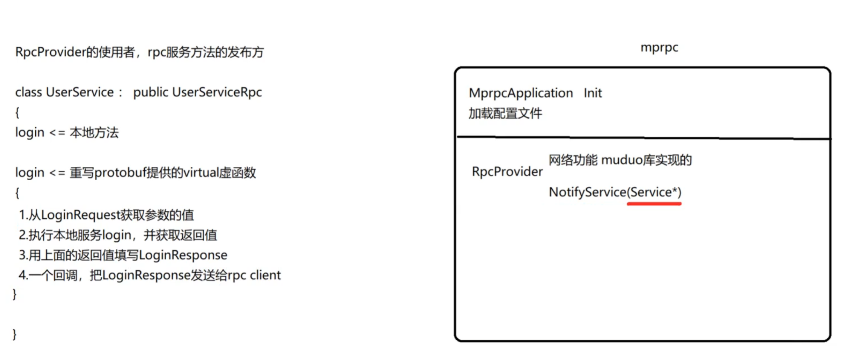 RpcProvider的使用者，rpc服务方法的发布方
class UserService： public UserServiceRpc
{
login <= 本地方法
login <= 重写protobuf提供的virtual虚函数
{
1.从LoginRequest获取参数的值
2.执行本地服务login，并获取返回值
3.用上面的返回值填写LoginResponse
4.一个回调，把LoginResponse发送给rpc client
}
}
mprpc
MprpcApplication Init
加载配置文件
网络功能 muduo库实现的
RpcProvider
NotifyService(Service*)